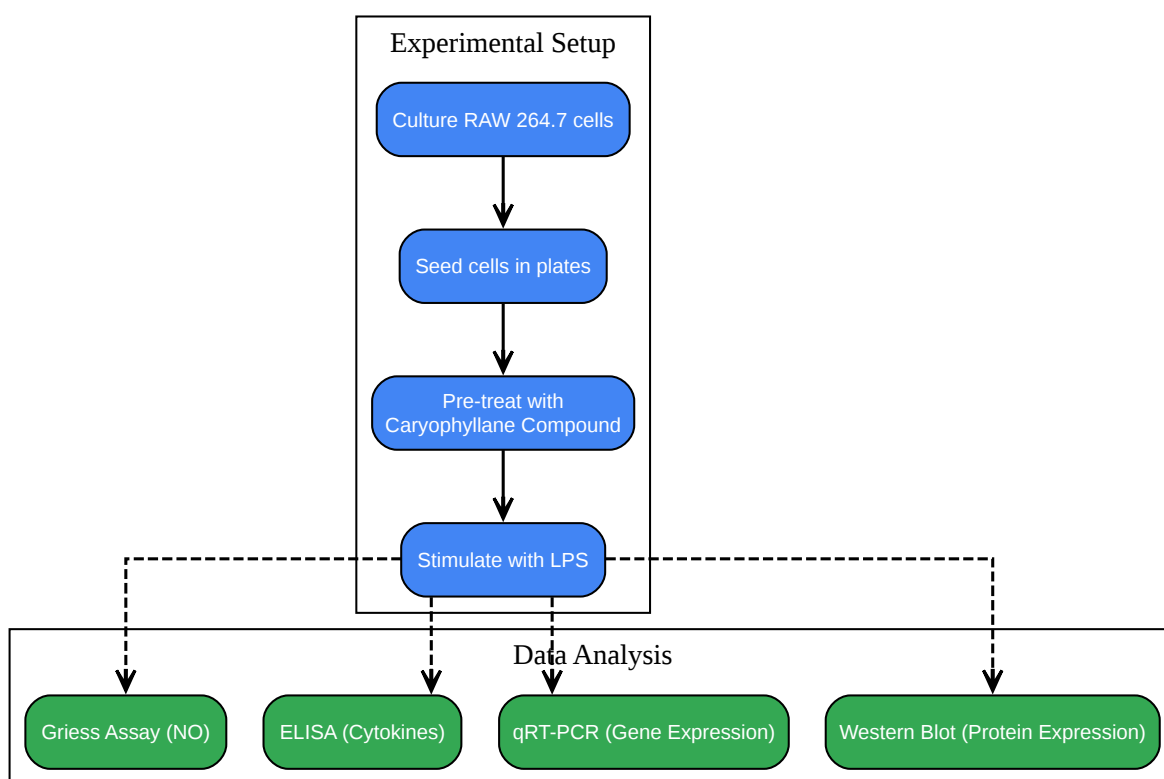 Experimental Setup
Culture RAW 264.7 cells
Seed cells in plates
Pre-treat with
Caryophyllane Compound
Stimulate with LPS
Data Analysis
Griess Assay (NO)
ELISA (Cytokines)
qRT-PCR (Gene Expression)
Western Blot (Protein Expression)